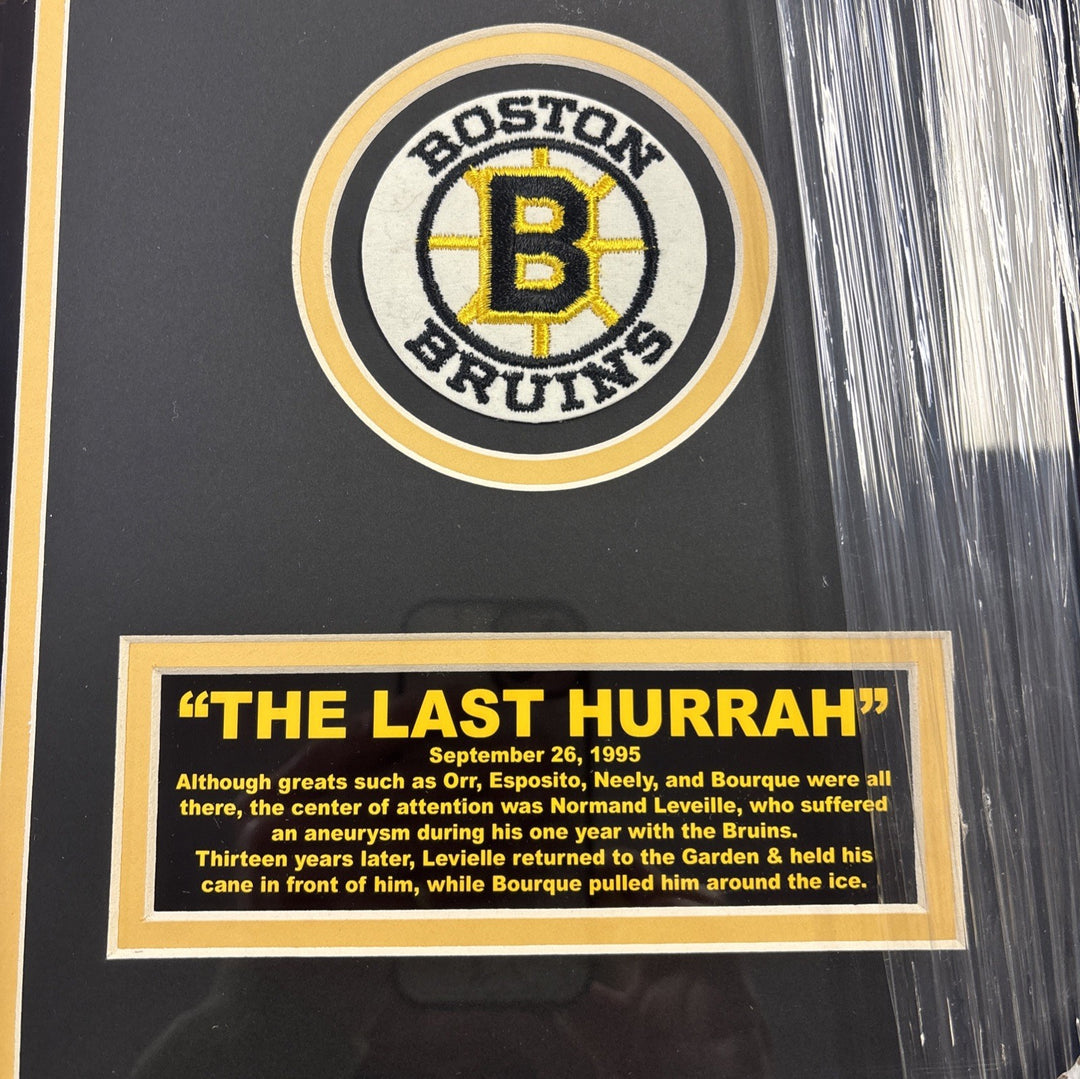 BOSTON
B
BRUINS
“THE LAST HURRAH”
September 26, 1995
Although greats such as Orr, Esposito, Neely, and Bourque were all
there, the center of attention was Normand Leveille, who suffered
an aneurysm during his one year with the Bruins.
Thirteen years later, Levielle returned to the Garden & held his
cane in front of him, while Bourque pulled him around the ice.